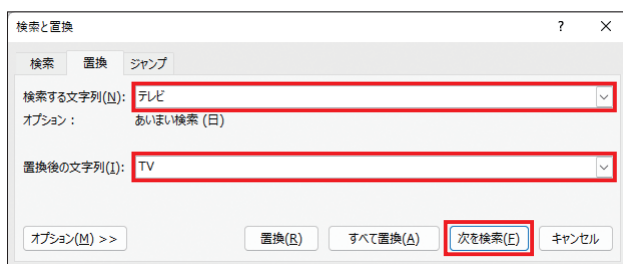 検索と置換 ? ×
検索 置換 ジャンプ
検索する文字列(N): テレビ
オプション : あいまい検索 (日)
置換後の文字列(I): TV
オプション(M) >> 置換(R) すべて置換(A) 次を検索(F) キャンセル